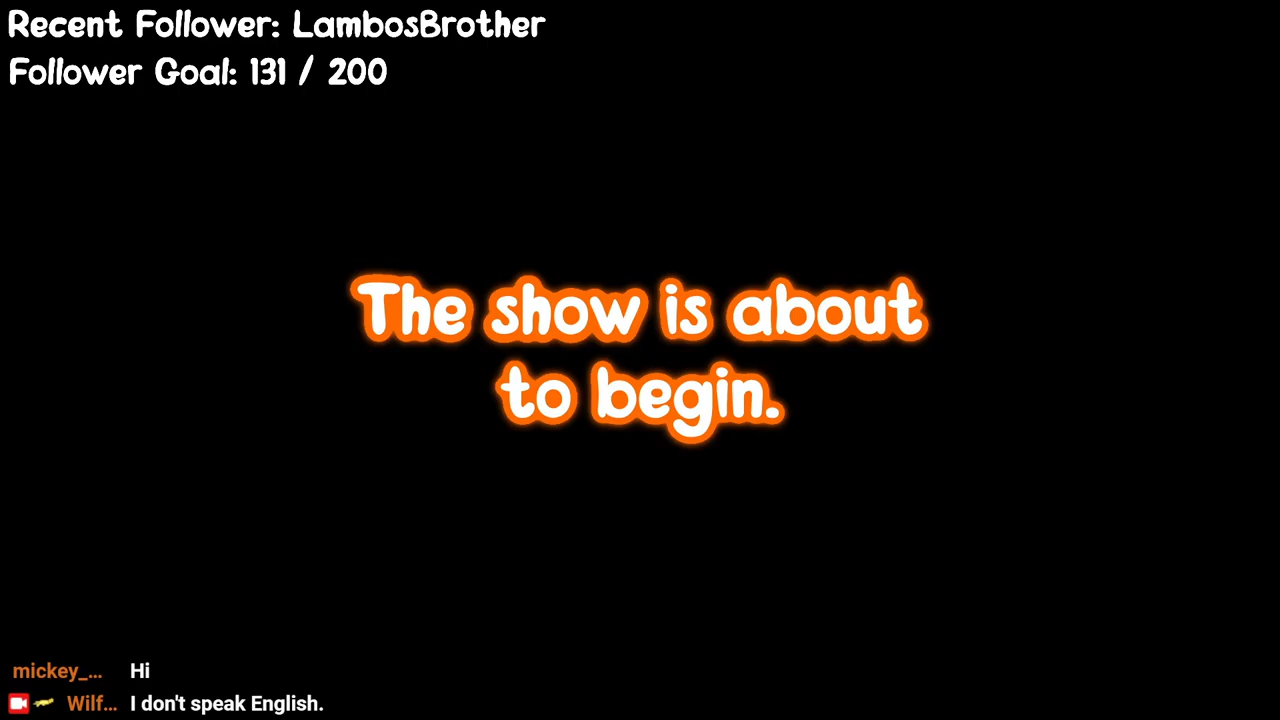 Recent Follower: LambosBrother
Follower Goal: 131 / 200
The show is about
to begin.
mickey_... Hi
Wilf... I don't speak English.